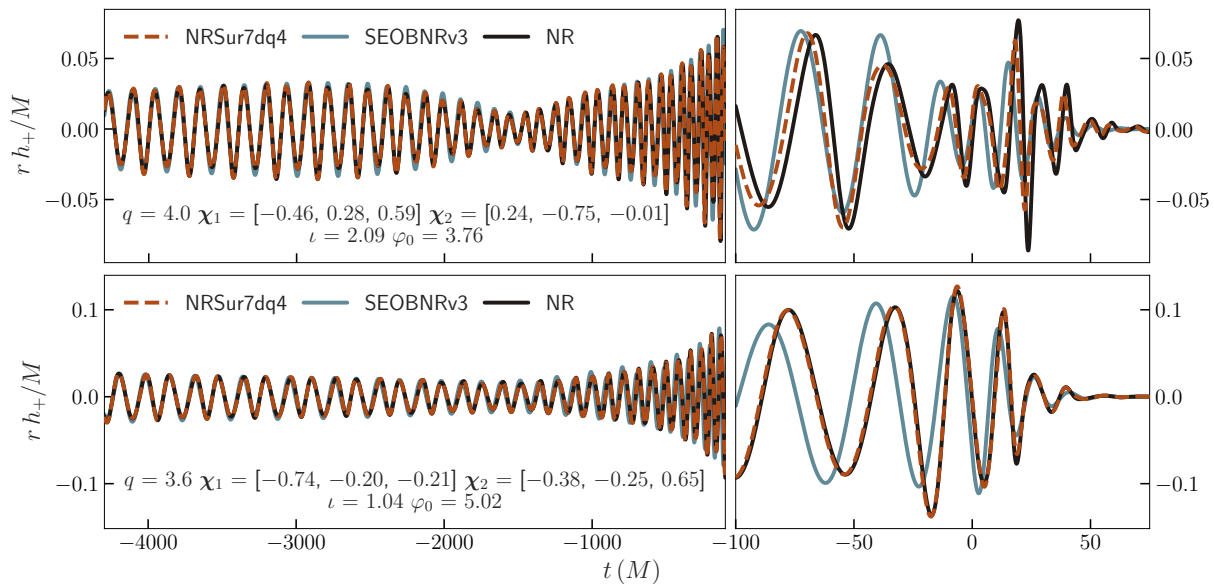 NRSur7dq4 SEOBNRv3 NR
r h+/M
0.05
0.00
−0.05
q = 4.0 χ1 = [−0.46, 0.28, 0.59] χ2 = [0.24, −0.75, −0.01]
ι = 2.09 φ0 = 3.76
0.05
0.00
−0.05
NRSur7dq4 SEOBNRv3 NR
r h+/M
0.1
0.0
−0.1
q = 3.6 χ1 = [−0.74, −0.20, −0.21] χ2 = [−0.38, −0.25, 0.65]
ι = 1.04 φ0 = 5.02
0.1
0.0
−0.1
−4000 −3000 −2000 −1000 −100 −50 0 50
t (M)